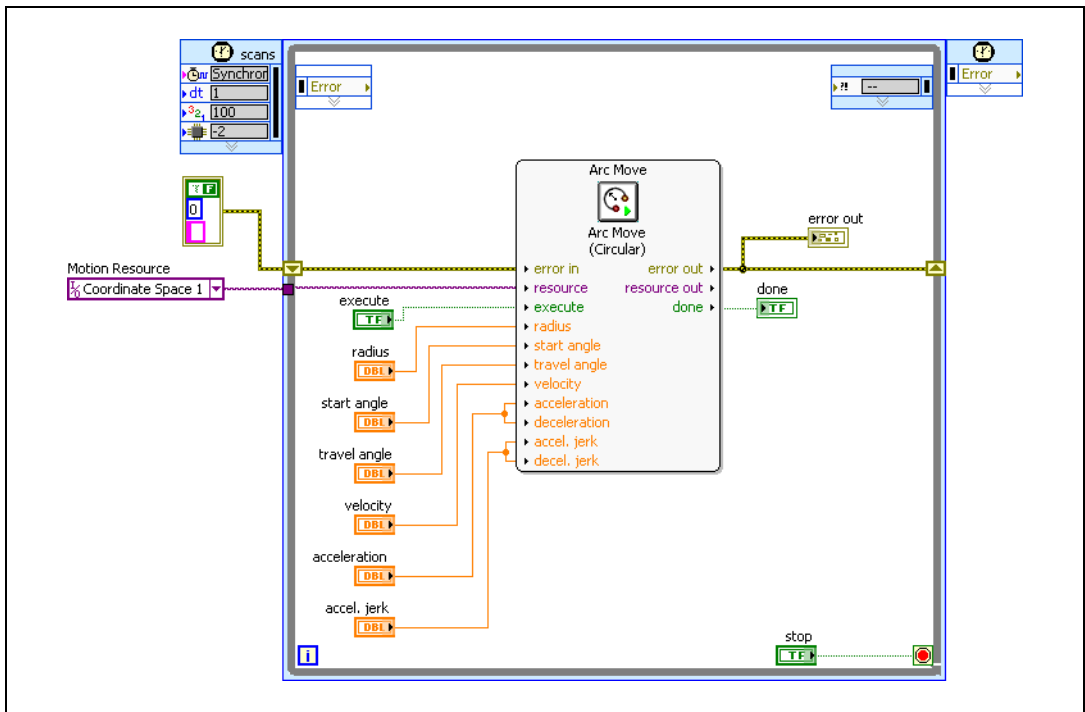 scans
Error
Synchror
Error
?! --
dt 1
100
-2
Arc Move
Arc Move
(Circular)
0
error out
error in error out
Motion Resource
Coordinate Space 1
resource resource out
done
execute
execute done
TF
TF
radius
radius
start angle
DBL
travel angle
velocity
start angle
acceleration
DBL
deceleration
accel. jerk
travel angle
decel. jerk
DBL
velocity
DBL
acceleration
DBL
accel. jerk
DBL
stop
i
TF